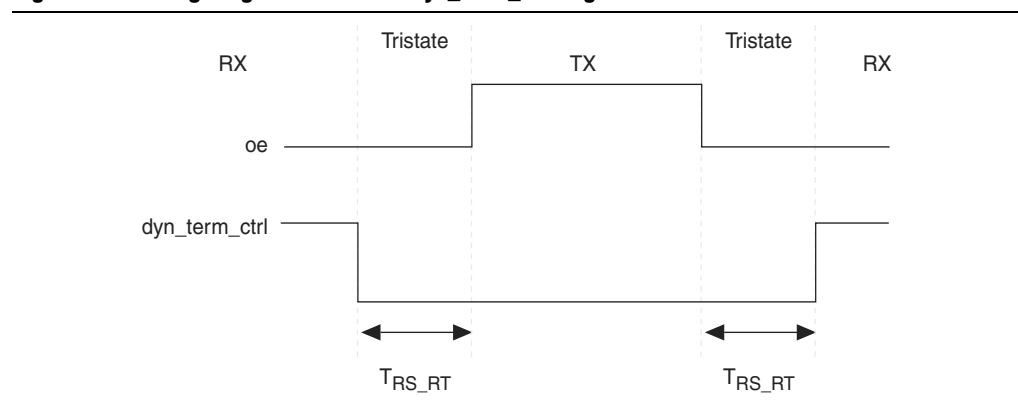 Tristate Tristate
RX TX RX
oe
dyn_term_ctrl
TRS_RT TRS_RT